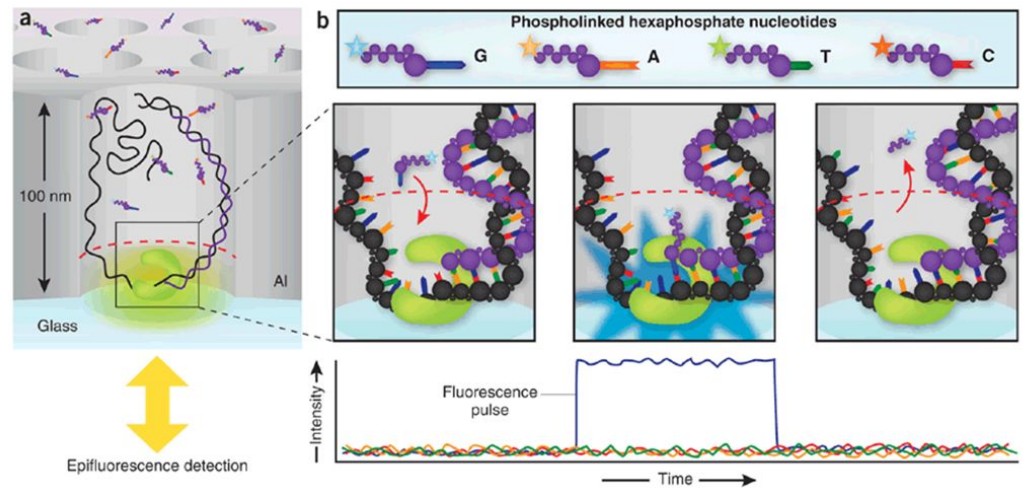 a
100 nm
Al
Glass
Epifluorescence detection
b
Phospholinked hexaphosphate nucleotides
G
A
T
C
Intensity
Fluorescence
pulse
Time